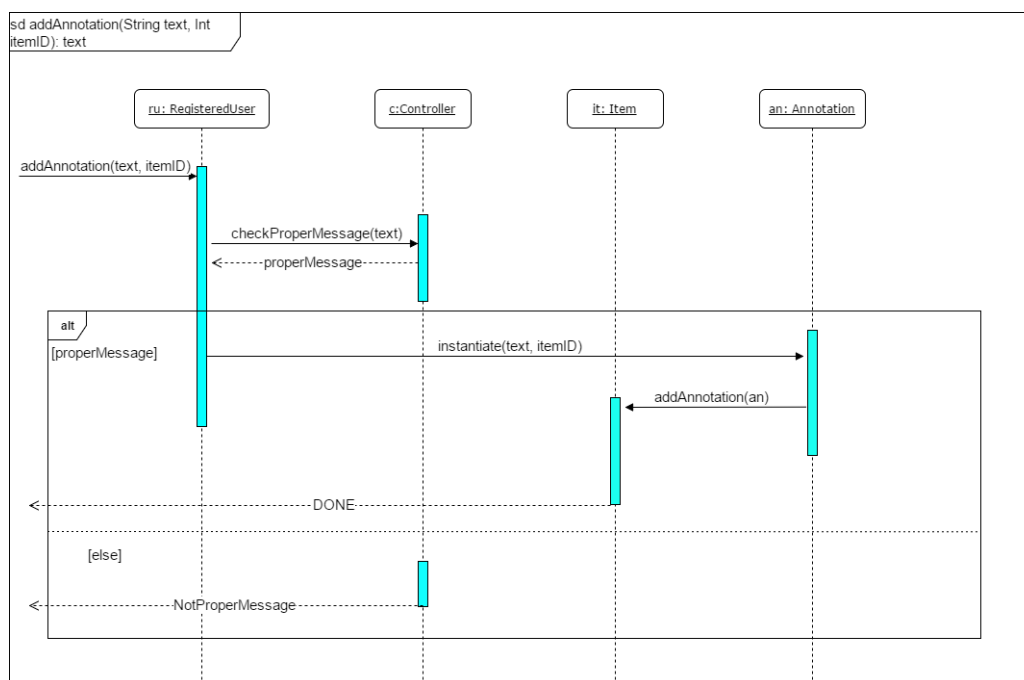 sd addAnnotation(String text, Int
itemID): text
ru: RegisteredUser
c:Controller
it: Item
an: Annotation
addAnnotation(text, itemID)
checkProperMessage(text)
properMessage
alt
[properMessage]
instantiate(text, itemID)
addAnnotation(an)
DONE
[else]
NotProperMessage